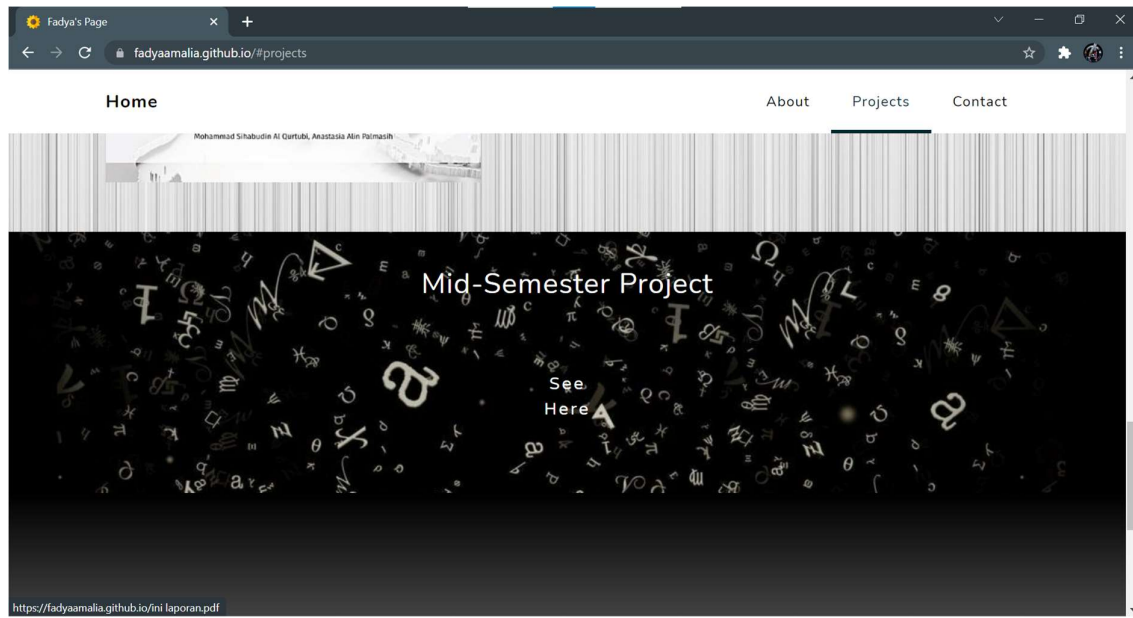 Fadya's Page
fadyaamalia.github.io/#projects
Home
About
Projects
Contact
Mohammad Sihabudin Al Qurtubi, Anastasia Alin Palmasih
Mid-Semester Project
See
Here
https://fadyaamalia.github.io/ini laporan.pdf